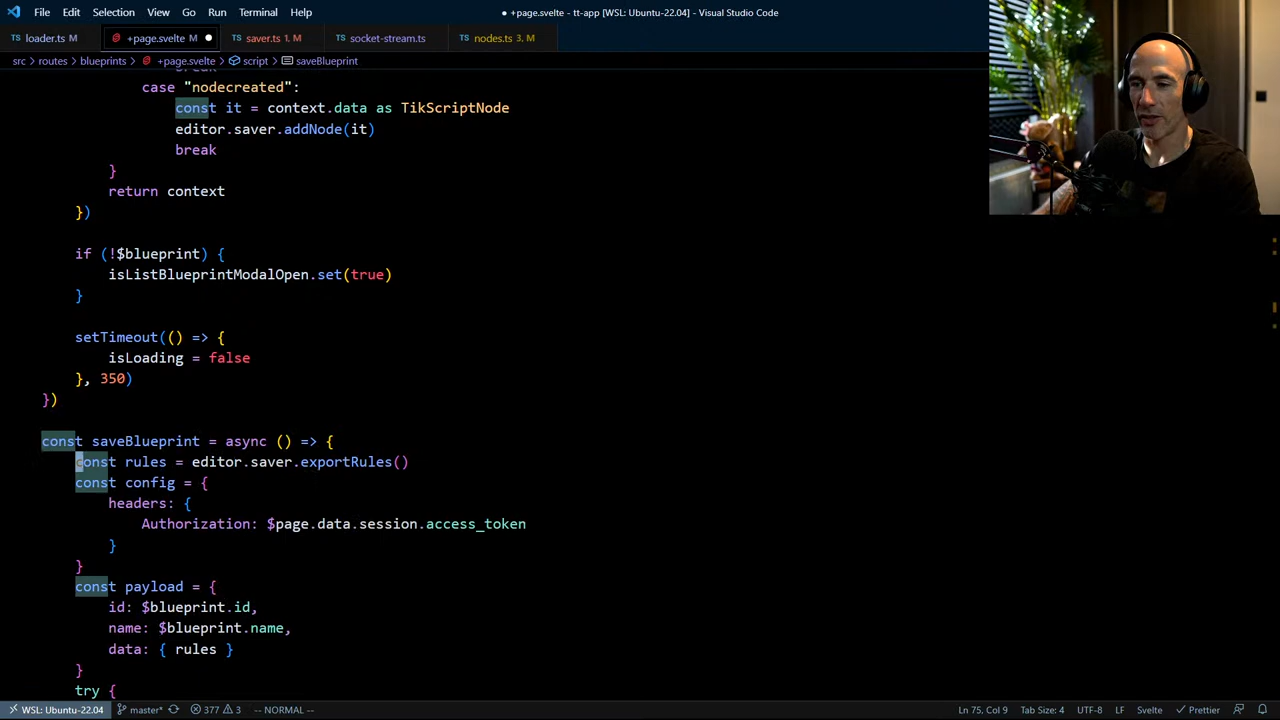 File Edit Selection View Go Run Terminal Help
● +page.svelte - tt-app [WSL: Ubuntu-22.04] - Visual Studio Code
TS loader.ts M +page.svelte M ● TS saver.ts 1, M TS socket-stream.ts TS nodes.ts 3, M
src > routes > blueprints > +page.svelte > script > saveBlueprint
break
case "nodecreated":
const it = context.data as TikScriptNode
editor.saver.addNode(it)
break
}
return context
})
if (!$blueprint) {
isListBlueprintModalOpen.set(true)
}
setTimeout(() => {
isLoading = false
}, 350)
})
const saveBlueprint = async () => {
const rules = editor.saver.exportRules()
const config = {
headers: {
Authorization: $page.data.session.access_token
}
}
const payload = {
id: $blueprint.id,
name: $blueprint.name,
data: { rules }
}
try {
WSL: Ubuntu-22.04 master* 377 3 -- NORMAL -- Ln 75, Col 9 Tab Size: 4 UTF-8 LF Svelte Prettier